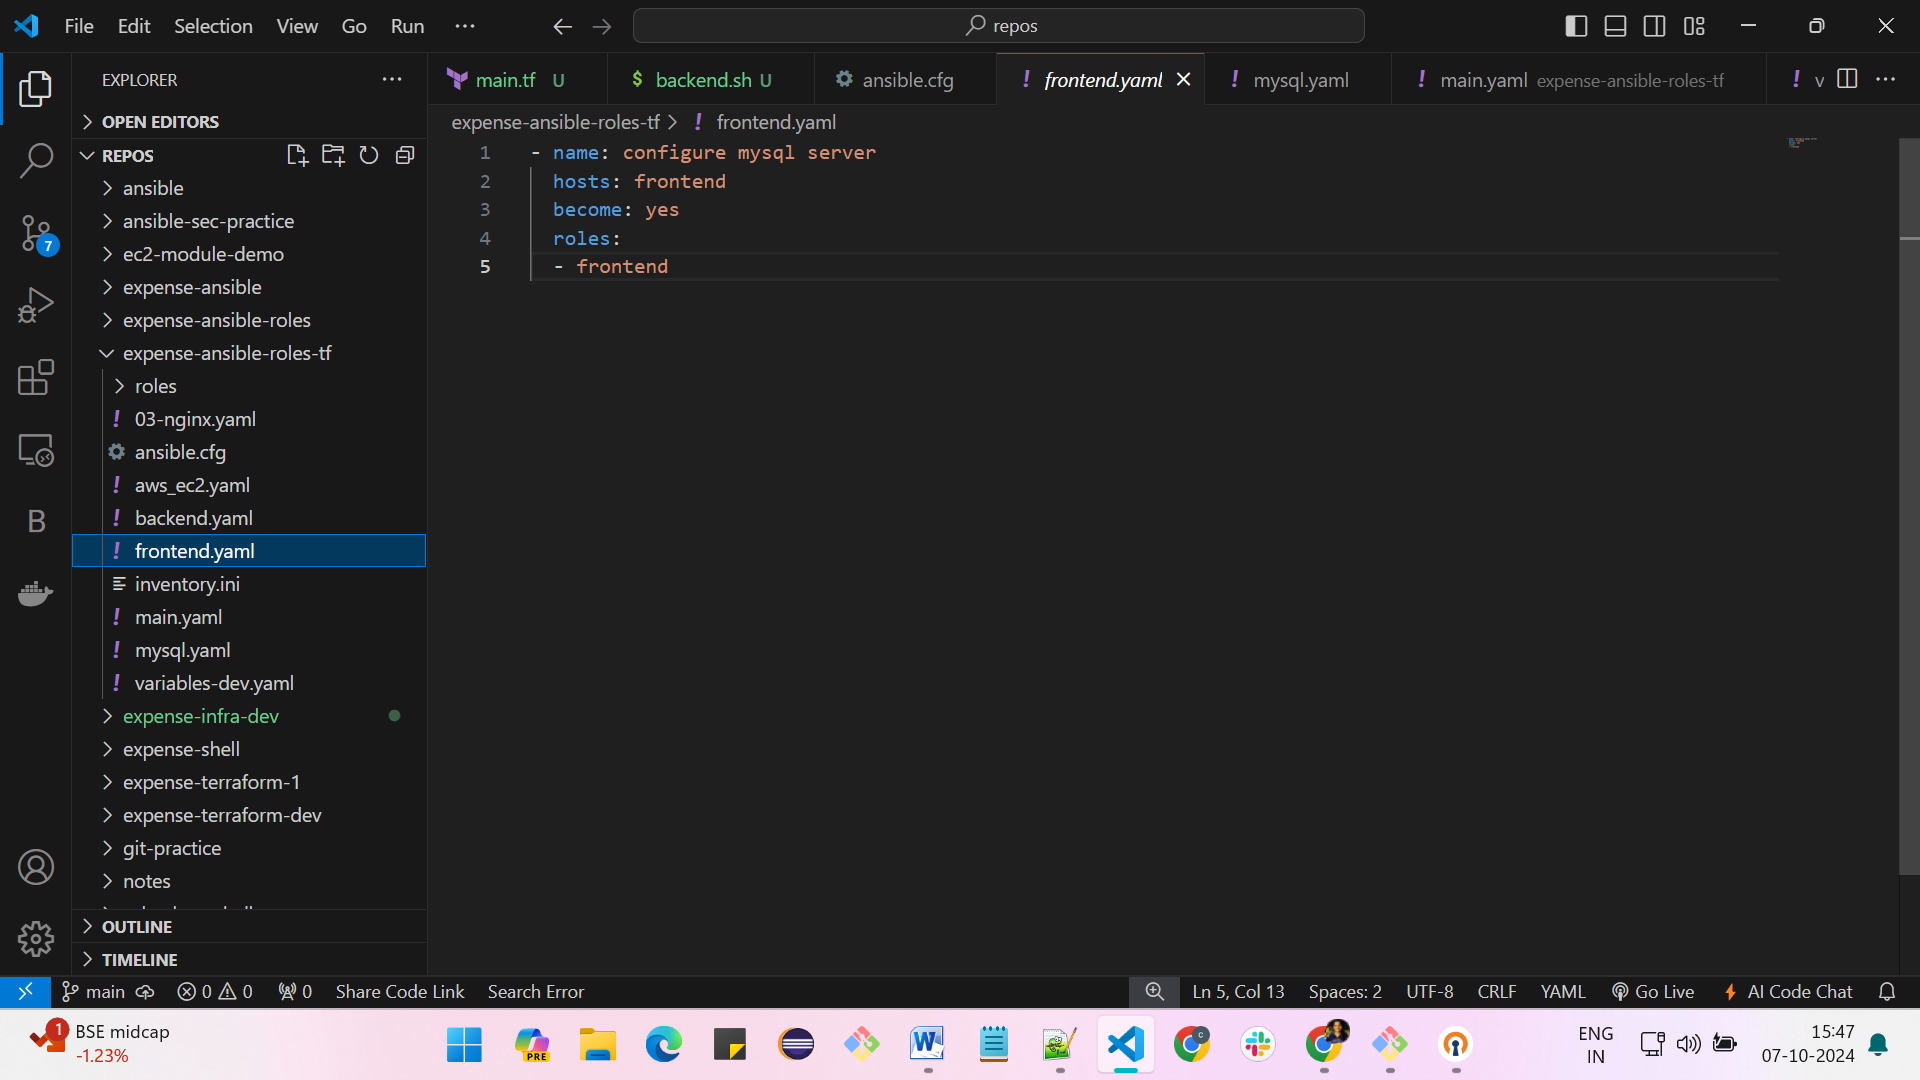 File Edit Selection View Go Run ··· repos
EXPLORER ···
main.tf U
$ backend.sh U
ansible.cfg
! frontend.yaml
! mysql.yaml
! main.yaml expense-ansible-roles-tf
! v ···
OPEN EDITORS
REPOS
ansible
ansible-sec-practice
ec2-module-demo
expense-ansible
expense-ansible-roles
expense-ansible-roles-tf
roles
! 03-nginx.yaml
ansible.cfg
! aws_ec2.yaml
! backend.yaml
! frontend.yaml
inventory.ini
! main.yaml
! mysql.yaml
! variables-dev.yaml
expense-infra-dev
expense-shell
expense-terraform-1
expense-terraform-dev
git-practice
notes
OUTLINE
TIMELINE
7
B
expense-ansible-roles-tf > ! frontend.yaml
1 - name: configure mysql server
2 hosts: frontend
3 become: yes
4 roles:
5 - frontend
main 0 0 0 Share Code Link Search Error Ln 5, Col 13 Spaces: 2 UTF-8 CRLF YAML Go Live AI Code Chat
1 BSE midcap
-1.23%
PRE
W
C
ENG
IN
15:47
07-10-2024